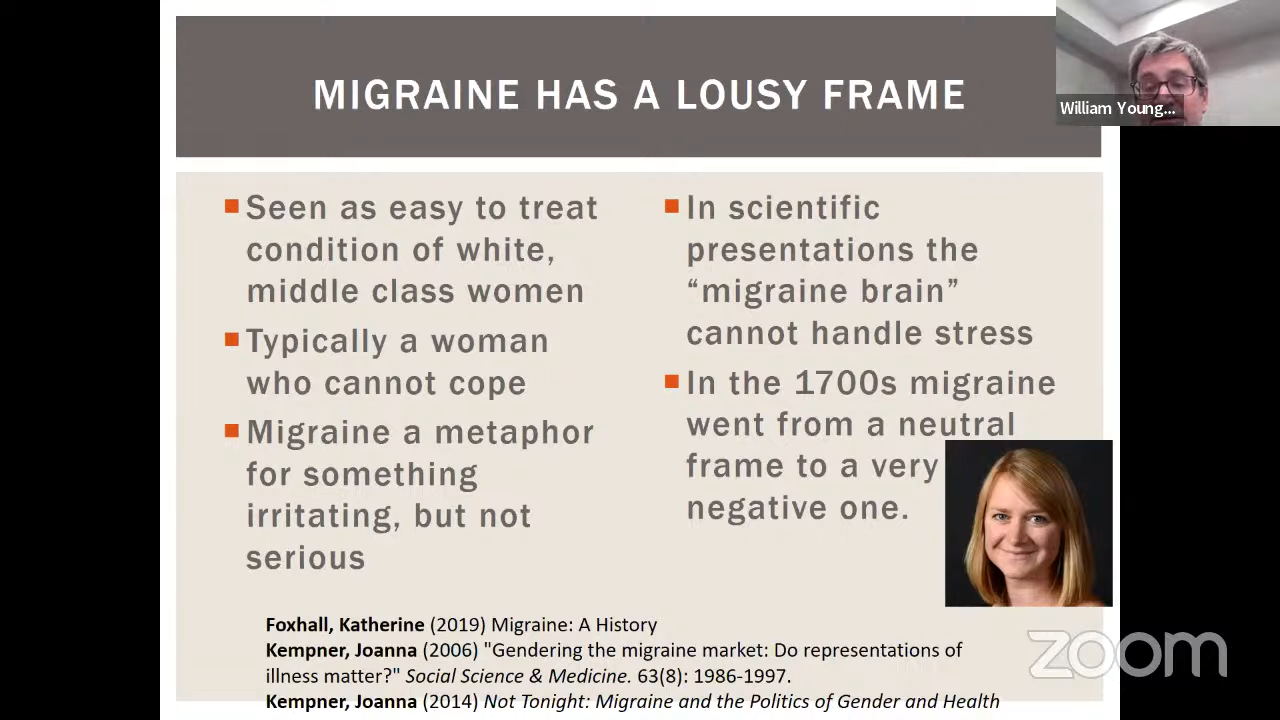 MIGRAINE HAS A LOUSY FRAME
William Young...
Seen as easy to treat
condition of white,
middle class women
Typically a woman
who cannot cope
Migraine a metaphor
for something
irritating, but not
serious
In scientific
presentations the
“migraine brain”
cannot handle stress
In the 1700s migraine
went from a neutral
frame to a very
negative one.
Foxhall, Katherine (2019) Migraine: A History
Kempner, Joanna (2006) "Gendering the migraine market: Do representations of
illness matter?" Social Science & Medicine. 63(8): 1986-1997.
Kempner, Joanna (2014) Not Tonight: Migraine and the Politics of Gender and Health
zoom